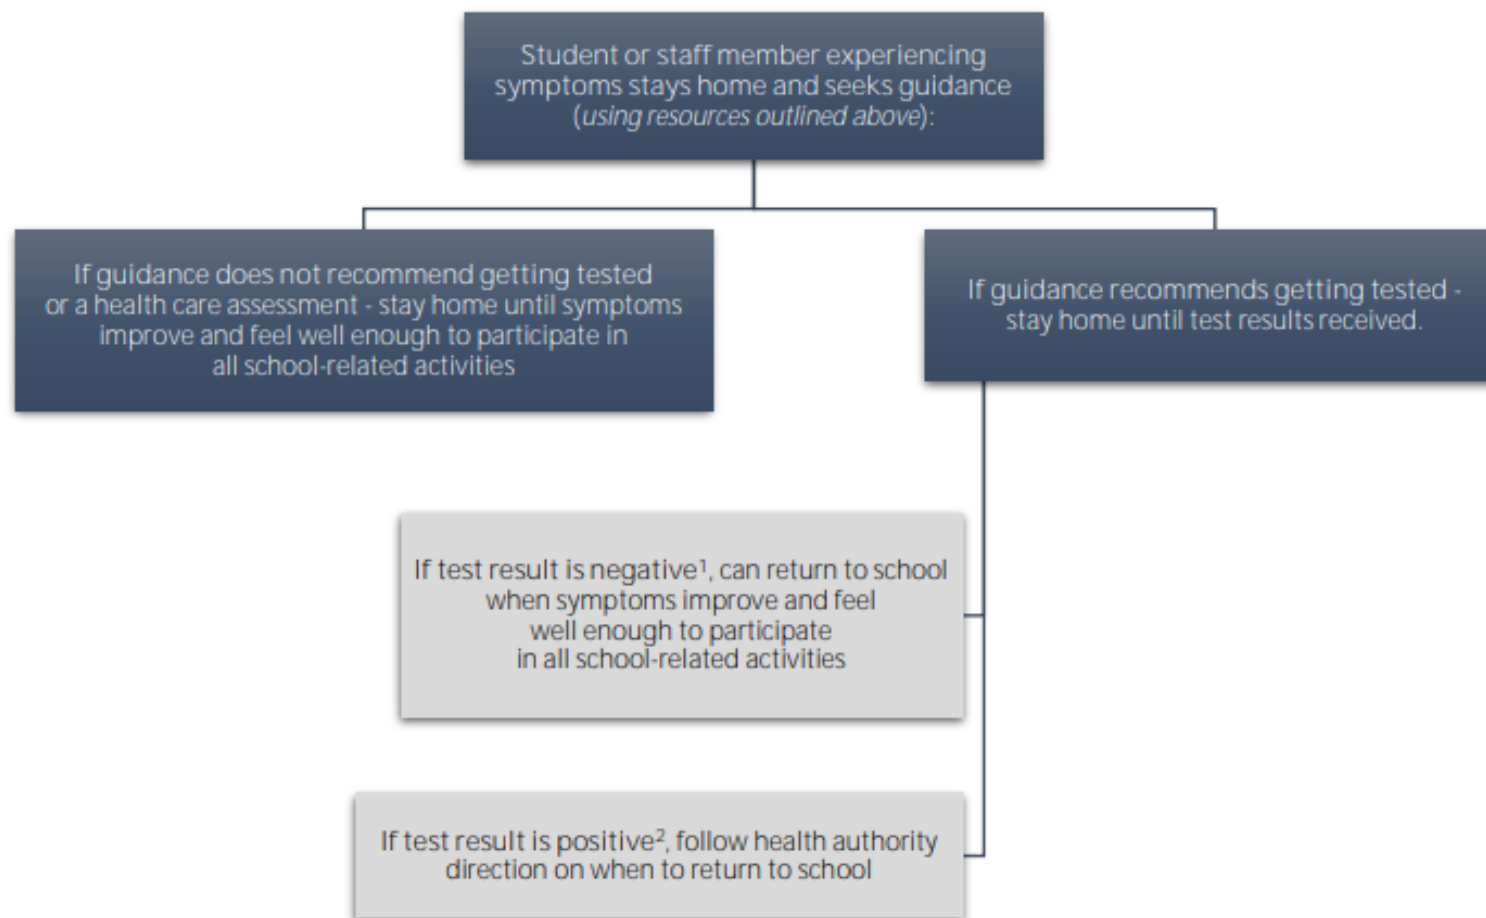 Student or staff member experiencing
symptoms stays home and seeks guidance
(using resources outlined above):
If guidance does not recommend getting tested
or a health care assessment - stay home until symptoms
improve and feel well enough to participate in
all school-related activities
If guidance recommends getting tested -
stay home until test results received.
If test result is negative¹, can return to school
when symptoms improve and feel
well enough to participate
in all school-related activities
If test result is positive², follow health authority
direction on when to return to school